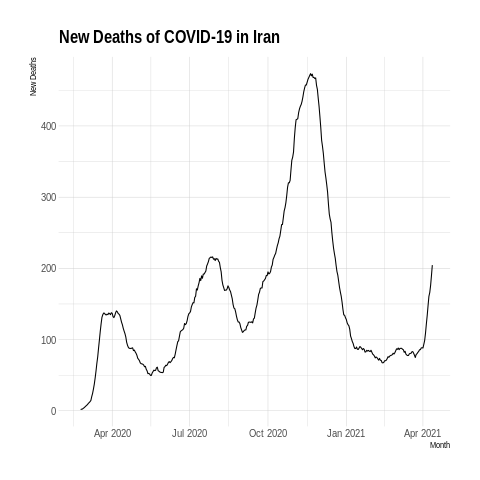 New Deaths of COVID-19 in Iran
New Deaths
400
300
200
100
0
Apr 2020 Jul 2020 Oct 2020 Jan 2021 Apr 2021
Month